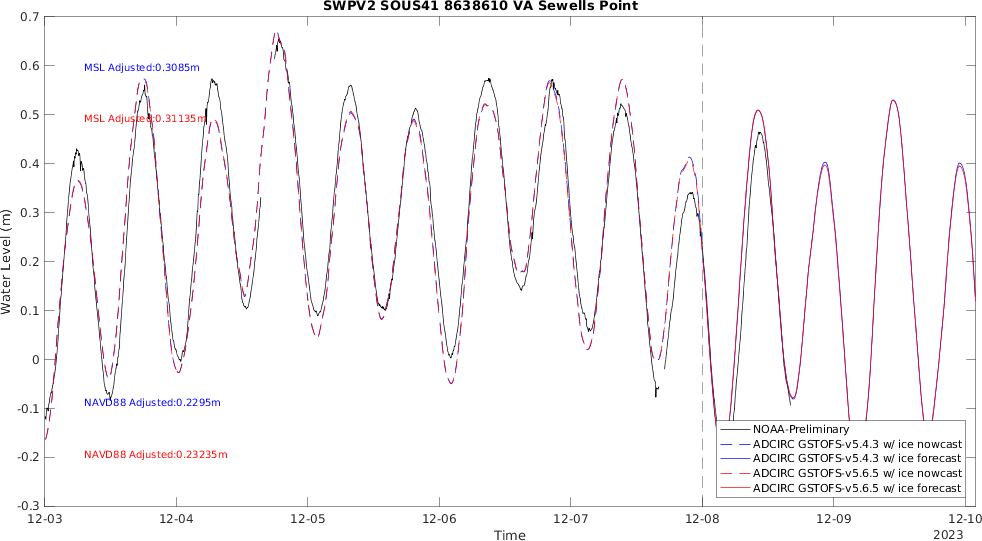 SWPV2 SOUS41 8638610 VA Sewells Point
0.7
0.6
0.5
0.4
0.3
0.2
0.1
0
-0.1
-0.2
-0.3
Water Level (m)
MSL Adjusted:0.3085m
MSL Adjusted:0.31135m
NAVD88 Adjusted:0.2295m
NAVD88 Adjusted:0.23235m
NOAA-Preliminary
ADCIRC GSTOFS-v5.4.3 w/ ice nowcast
ADCIRC GSTOFS-v5.4.3 w/ ice forecast
ADCIRC GSTOFS-v5.6.5 w/ ice nowcast
ADCIRC GSTOFS-v5.6.5 w/ ice forecast
12-03 12-04 12-05 12-06 12-07 12-08 12-09 12-10
Time
2023